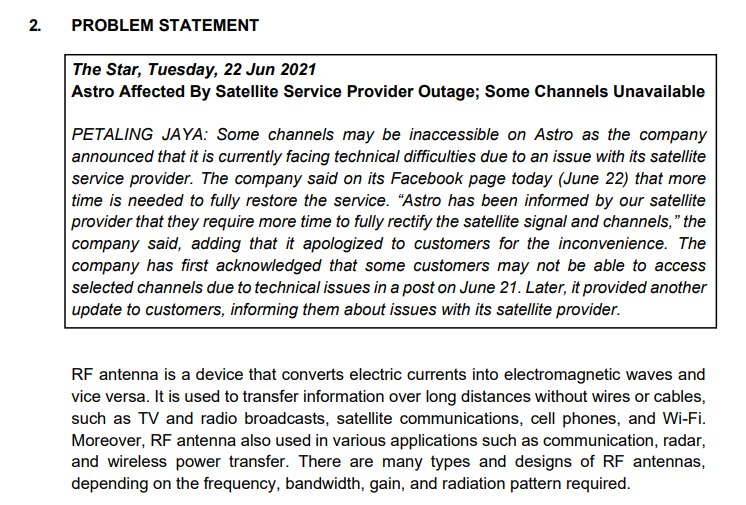 2. PROBLEM STATEMENT
The Star, Tuesday, 22 Jun 2021
Astro Affected By Satellite Service Provider Outage; Some Channels Unavailable
PETALING JAYA: Some channels may be inaccessible on Astro as the company
announced that it is currently facing technical difficulties due to an issue with its satellite
service provider. The company said on its Facebook page today (June 22) that more
time is needed to fully restore the service. “Astro has been informed by our satellite
provider that they require more time to fully rectify the satellite signal and channels,” the
company said, adding that it apologized to customers for the inconvenience. The
company has first acknowledged that some customers may not be able to access
selected channels due to technical issues in a post on June 21. Later, it provided another
update to customers, informing them about issues with its satellite provider.
RF antenna is a device that converts electric currents into electromagnetic waves and
vice versa. It is used to transfer information over long distances without wires or cables,
such as TV and radio broadcasts, satellite communications, cell phones, and Wi-Fi.
Moreover, RF antenna also used in various applications such as communication, radar,
and wireless power transfer. There are many types and designs of RF antennas,
depending on the frequency, bandwidth, gain, and radiation pattern required.